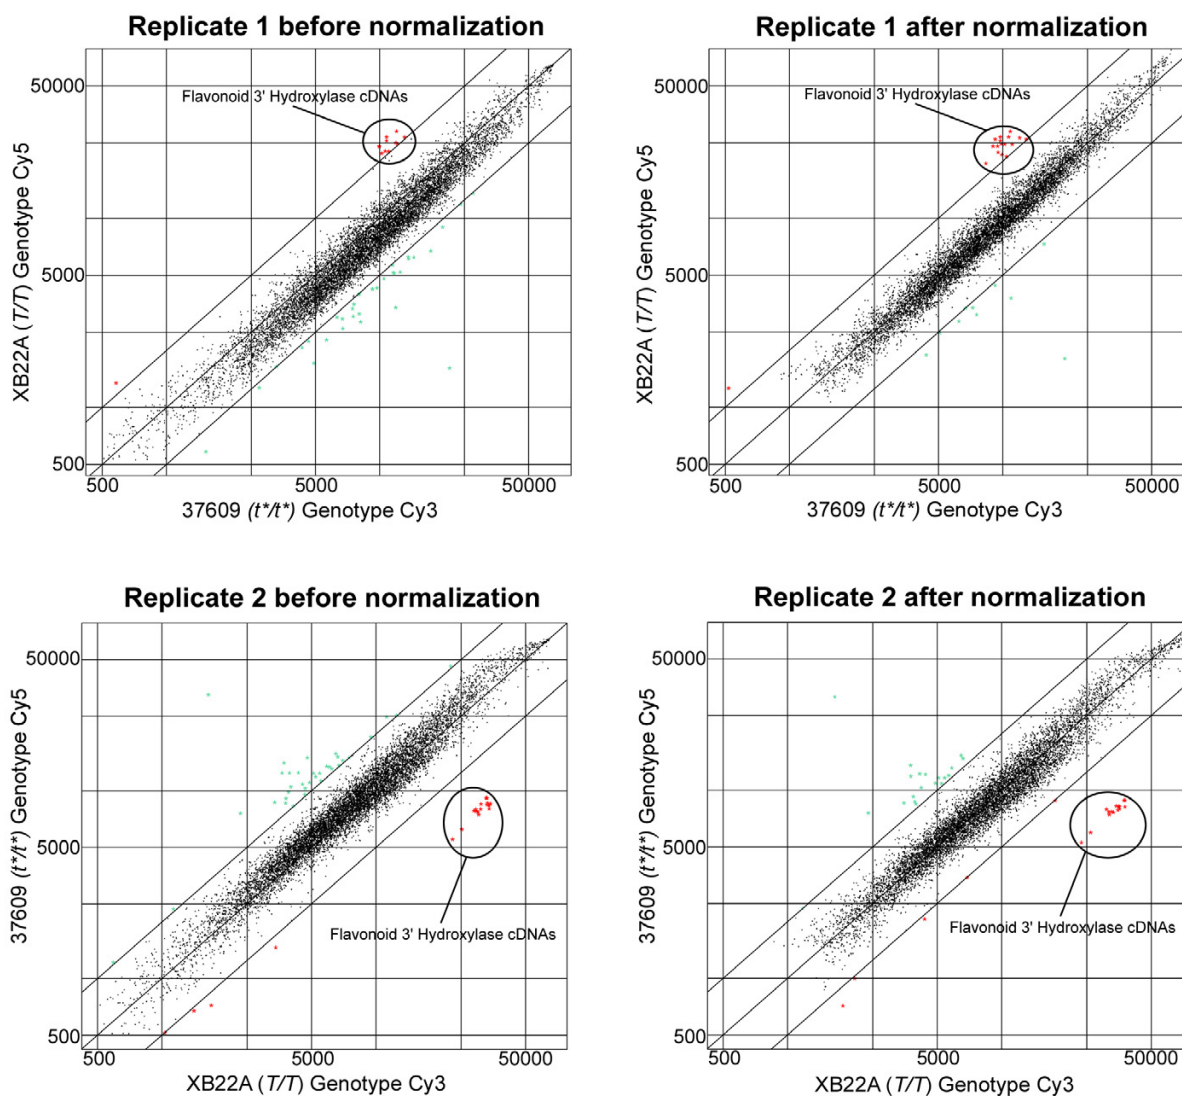 Replicate 1 before normalization
50000
Flavonoid 3' Hydroxylase cDNAs
XB22A (T/T) Genotype Cy5
5000
500
500 5000 50000
37609 (t*/t*) Genotype Cy3
Replicate 1 after normalization
50000
Flavonoid 3' Hydroxylase cDNAs
XB22A (T/T) Genotype Cy5
5000
500
500 5000 50000
37609 (t*/t*) Genotype Cy3
Replicate 2 before normalization
50000
37609 (t*/t*) Genotype Cy5
5000
Flavonoid 3' Hydroxylase cDNAs
500
500 5000 50000
XB22A (T/T) Genotype Cy3
Replicate 2 after normalization
50000
37609 (t*/t*) Genotype Cy5
5000
Flavonoid 3' Hydroxylase cDNAs
500
500 5000 50000
XB22A (T/T) Genotype Cy3